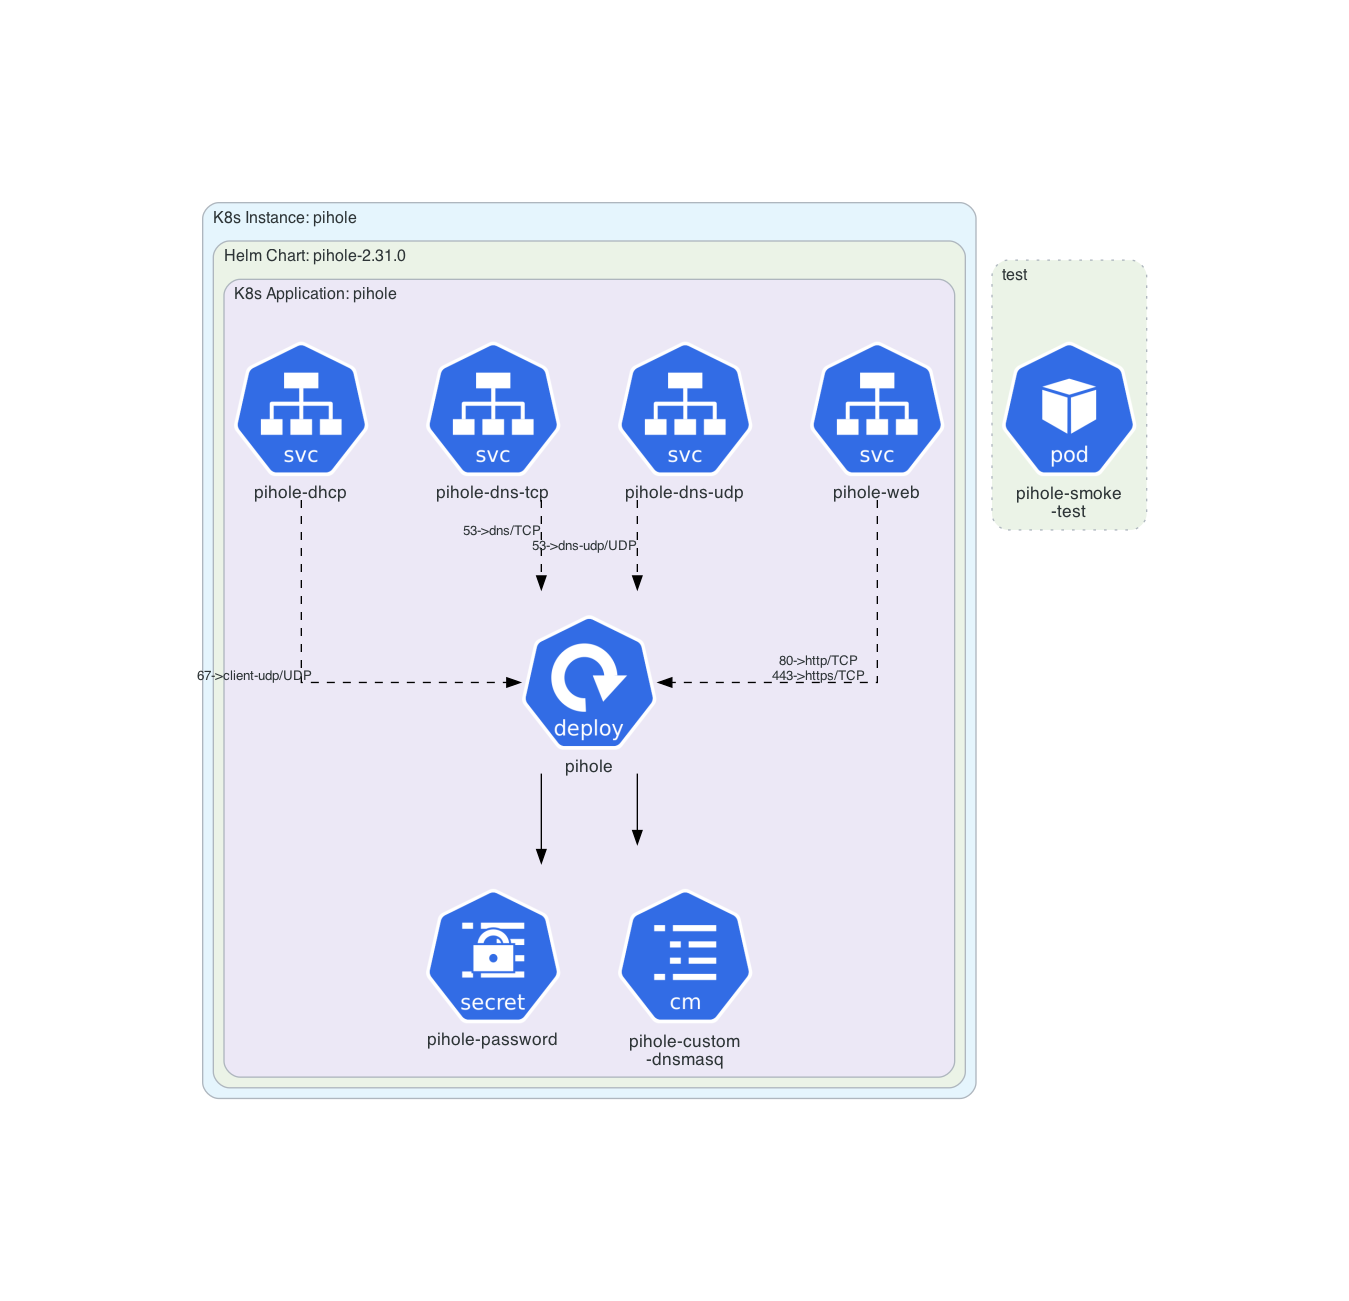 K8s Instance: pihole
Helm Chart: pihole-2.31.0
K8s Application: pihole
test
svc
svc
svc
svc
pod
pihole-dhcp
pihole-dns-tcp
pihole-dns-udp
pihole-web
pihole-smoke
-test
53->dns/TCP
53->dns-udp/UDP
80->http/TCP
67->client-udp/UDP
443->https/TCP
deploy
pihole
secret
cm
pihole-password
pihole-custom
-dnsmasq